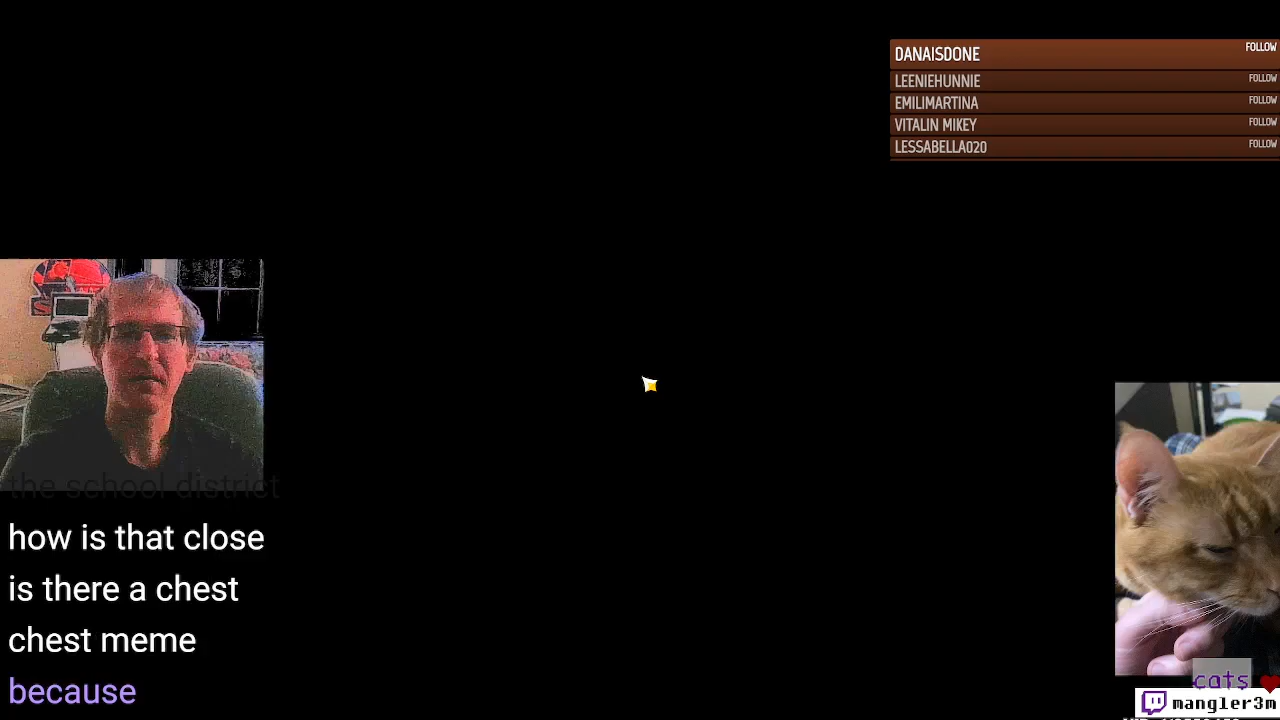 DANAISDONE FOLLOW
LEENIEHUNNIE FOLLOW
EMILIMARTINA FOLLOW
VITALIN MIKEY FOLLOW
LESSABELLA020 FOLLOW
the school district
how is that close
is there a chest
chest meme
because
cats
mangler3m